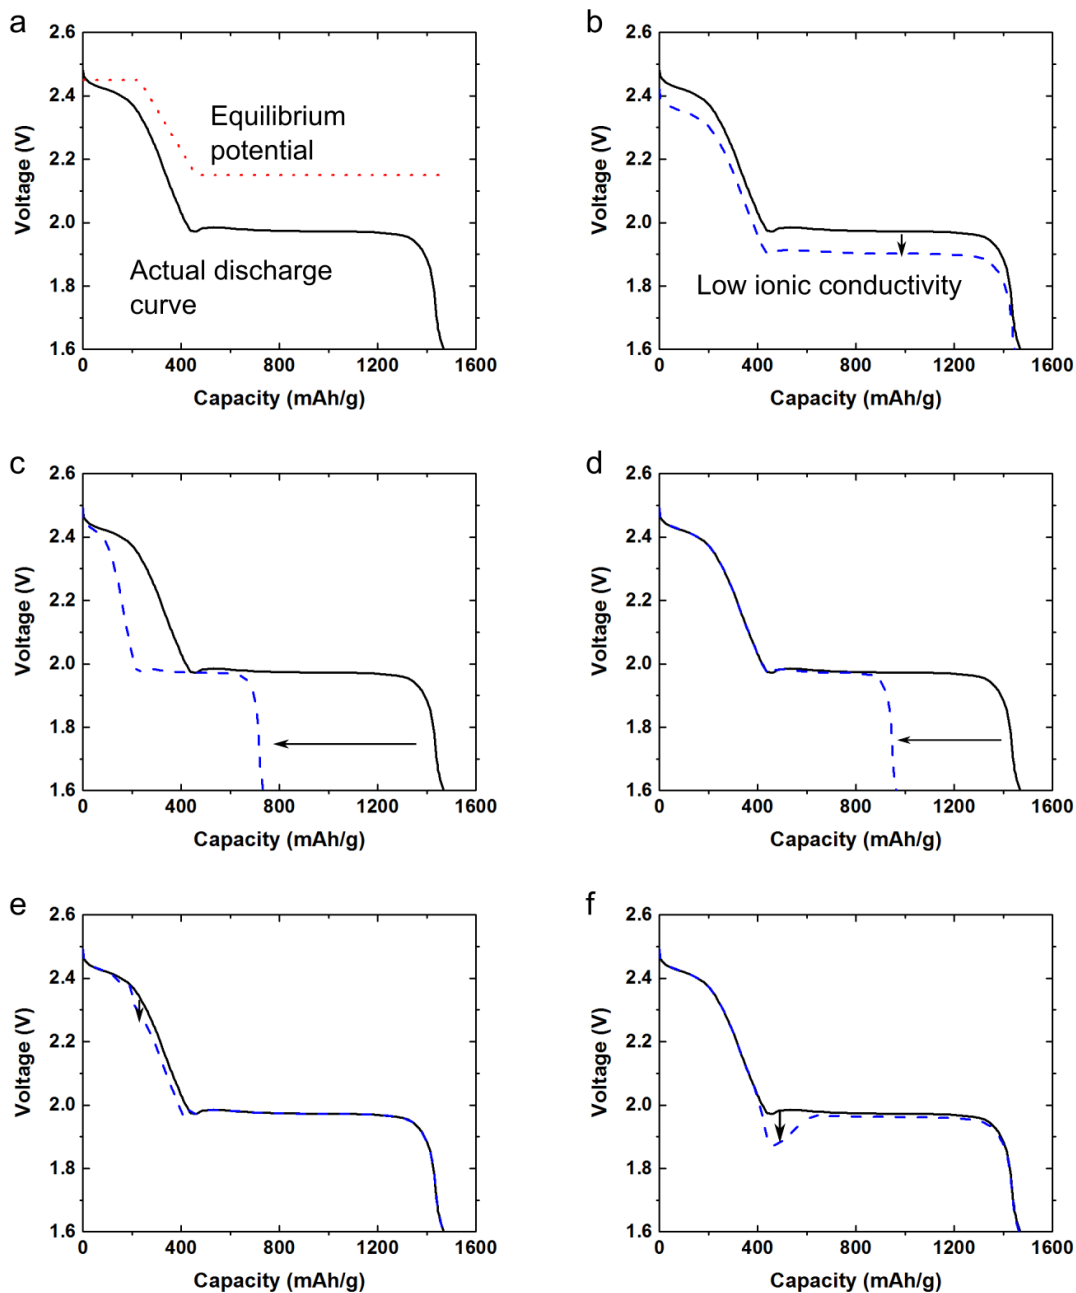 a
2.6
2.4
2.2
2.0
1.8
1.6
Voltage (V)
Equilibrium
potential
Actual discharge
curve
0
400
800
1200
1600
Capacity (mAh/g)
b
2.6
2.4
2.2
2.0
1.8
1.6
Voltage (V)
Low ionic conductivity
0
400
800
1200
1600
Capacity (mAh/g)
c
2.6
2.4
2.2
2.0
1.8
1.6
Voltage (V)
0
400
800
1200
1600
Capacity (mAh/g)
d
2.6
2.4
2.2
2.0
1.8
1.6
Voltage (V)
0
400
800
1200
1600
Capacity (mAh/g)
e
2.6
2.4
2.2
2.0
1.8
1.6
Voltage (V)
0
400
800
1200
1600
Capacity (mAh/g)
f
2.6
2.4
2.2
2.0
1.8
1.6
Voltage (V)
0
400
800
1200
1600
Capacity (mAh/g)